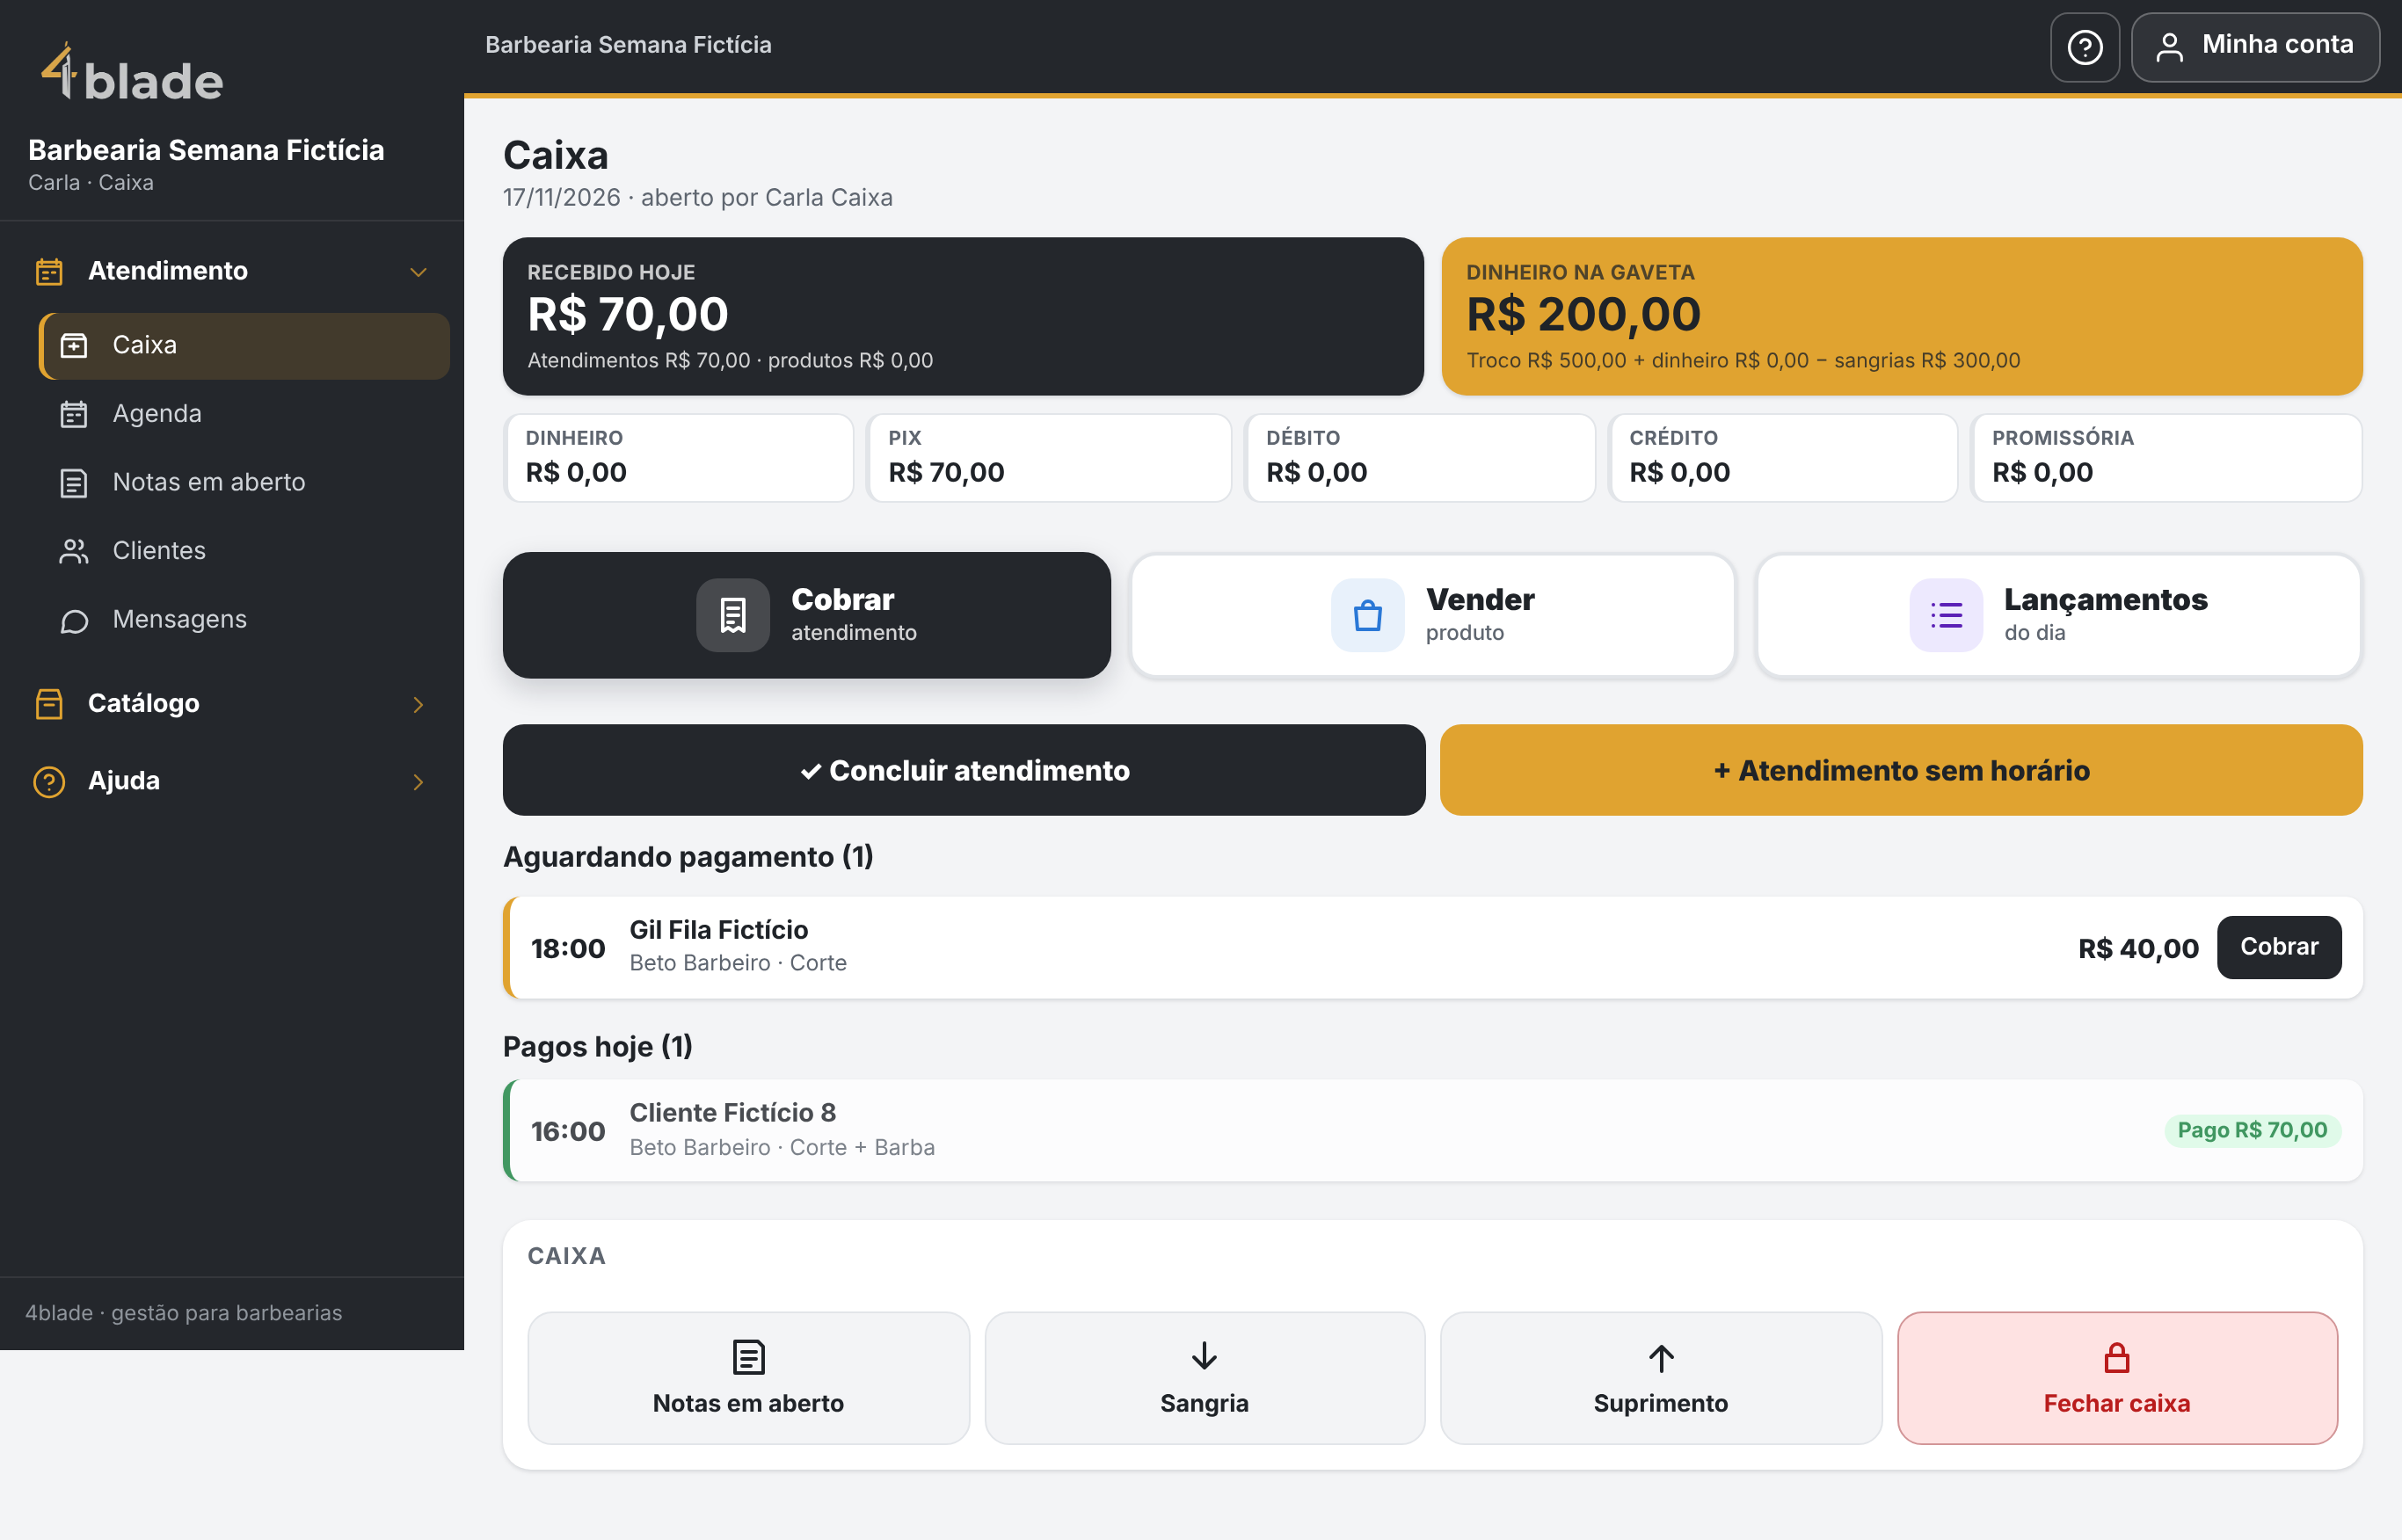 4blade
Barbearia Semana Fictícia
Carla · Caixa
Atendimento
Caixa
Agenda
Notas em aberto
Clientes
Mensagens
Catálogo
Ajuda
4blade · gestão para barbearias
Barbearia Semana Fictícia
Minha conta
Caixa
17/11/2026 · aberto por Carla Caixa
RECEBIDO HOJE
R$ 70,00
Atendimentos R$ 70,00 · produtos R$ 0,00
DINHEIRO NA GAVETA
R$ 200,00
Troco R$ 500,00 + dinheiro R$ 0,00 − sangrias R$ 300,00
DINHEIRO
R$ 0,00
PIX
R$ 70,00
DÉBITO
R$ 0,00
CRÉDITO
R$ 0,00
PROMISSÓRIA
R$ 0,00
Cobrar
atendimento
Vender
produto
Lançamentos
do dia
✓ Concluir atendimento
+ Atendimento sem horário
Aguardando pagamento (1)
18:00
Gil Fila Fictício
Beto Barbeiro · Corte
R$ 40,00
Cobrar
Pagos hoje (1)
16:00
Cliente Fictício 8
Beto Barbeiro · Corte + Barba
Pago R$ 70,00
CAIXA
Notas em aberto
Sangria
Suprimento
Fechar caixa